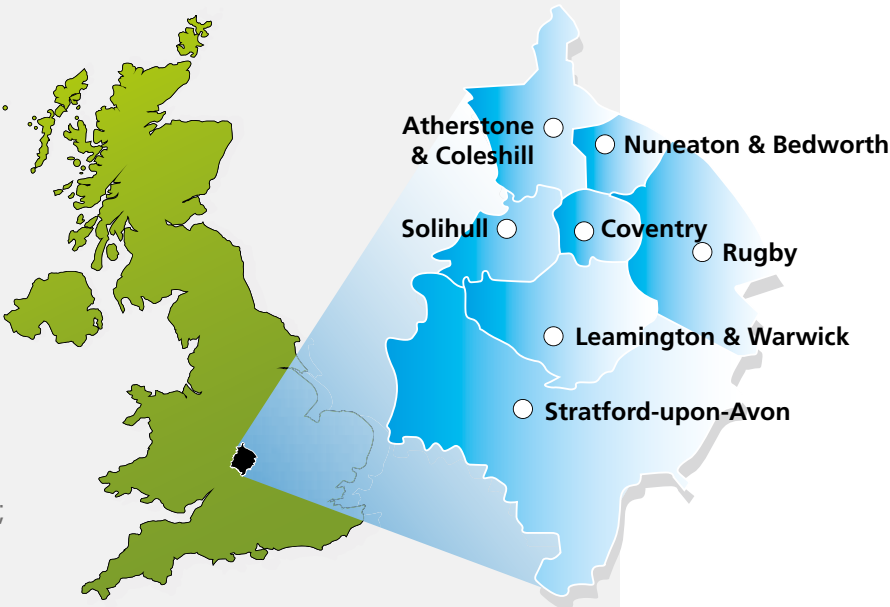 Atherstone
& Coleshill
Nuneaton & Bedworth
Solihull
Coventry
Rugby
Leamington & Warwick
Stratford-upon-Avon